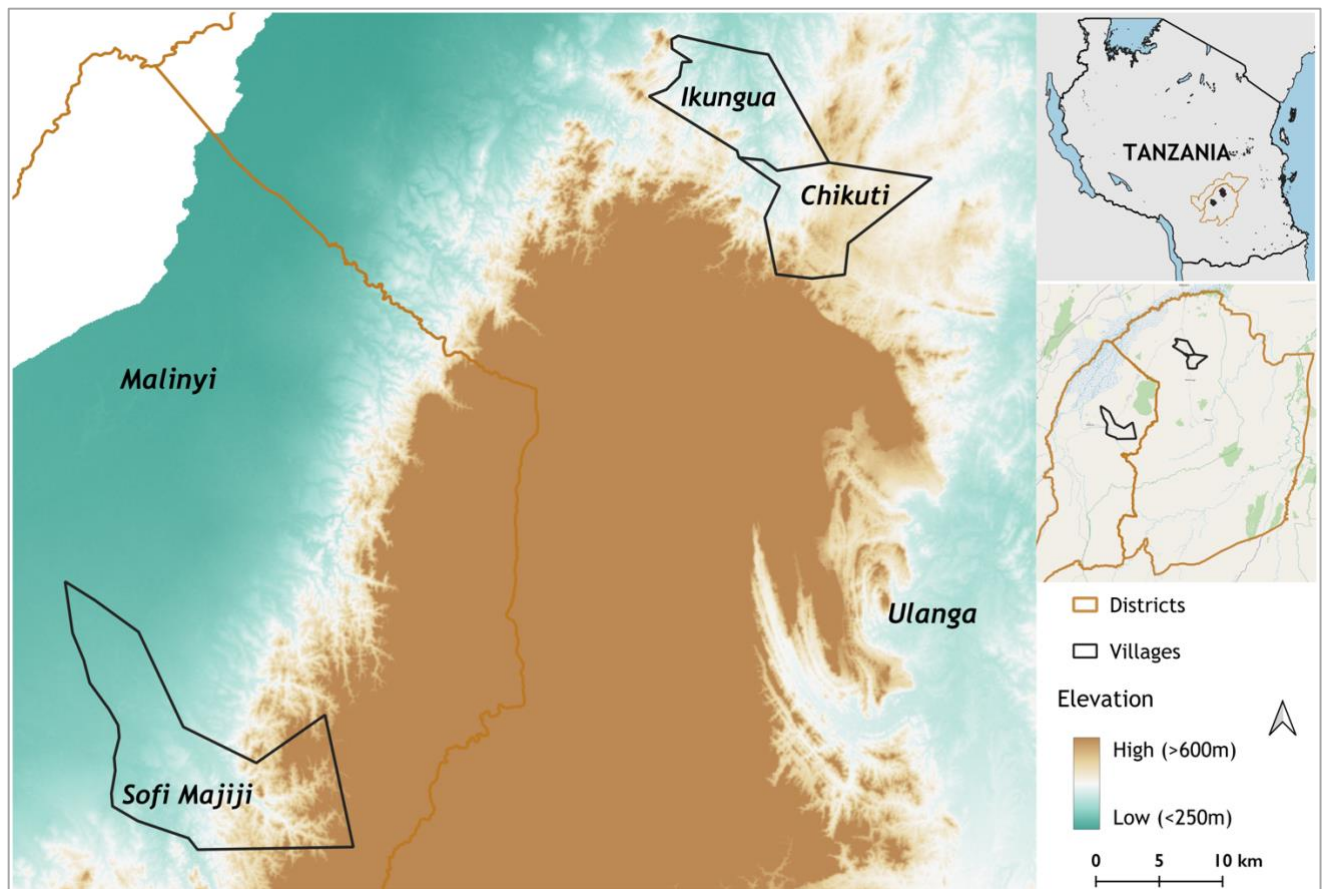 Ikungua
Chikuti
Malinyi
Ulanga
Sofi Majiji
TANZANIA
Districts
Villages
Elevation
High (>600m)
Low (<250m)
0 5 10 km